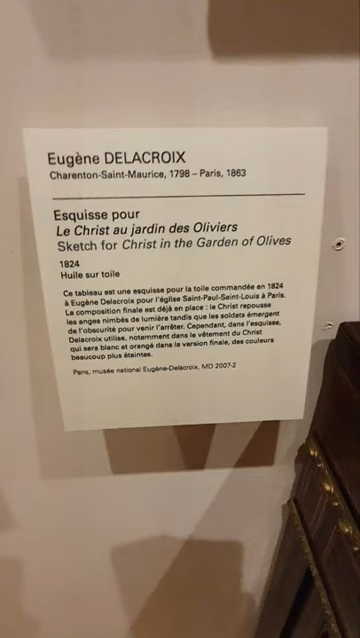 Eugène DELACROIX
Charenton-Saint-Maurice, 1798 – Paris, 1863
Esquisse pour
Le Christ au jardin des Oliviers
Sketch for Christ in the Garden of Olives
1824
Huile sur toile
Ce tableau est une esquisse pour la toile commandée en 1824
à Eugène Delacroix pour l'église Saint-Paul-Saint-Louis à Paris.
La composition finale est déjà en place : le Christ repousse
les anges nimbés de lumière tandis que les soldats émergent
de l'obscurité pour venir l'arrêter. Cependant, dans l'esquisse,
Delacroix utilise, notamment dans le vêtement du Christ
qui sera blanc et orangé dans la version finale, des couleurs
beaucoup plus éteintes.
Paris, musée national Eugène-Delacroix, MD 2007-2